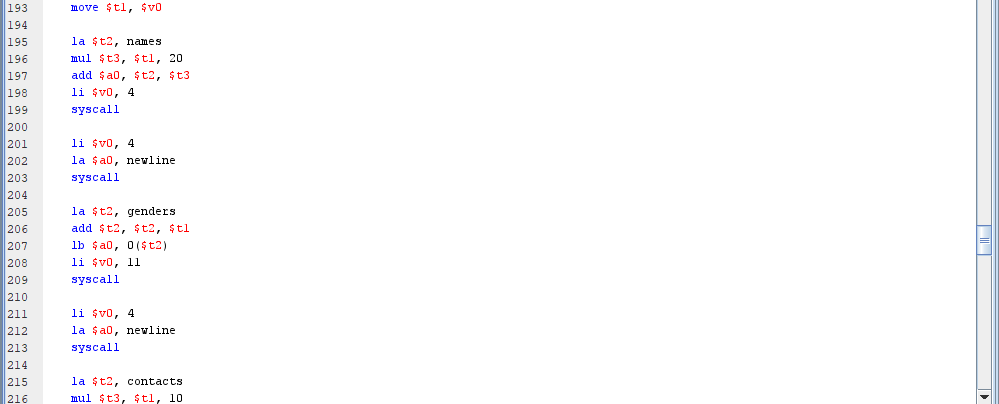 193 move $t1, $v0
194
195 la $t2, names
196 mul $t3, $t1, 20
197 add $a0, $t2, $t3
198 li $v0, 4
199 syscall
200
201 li $v0, 4
202 la $a0, newline
203 syscall
204
205 la $t2, genders
206 add $t2, $t2, $t1
207 lb $a0, 0($t2)
208 li $v0, 11
209 syscall
210
211 li $v0, 4
212 la $a0, newline
213 syscall
214
215 la $t2, contacts
216 mul $t3, $t1, 10